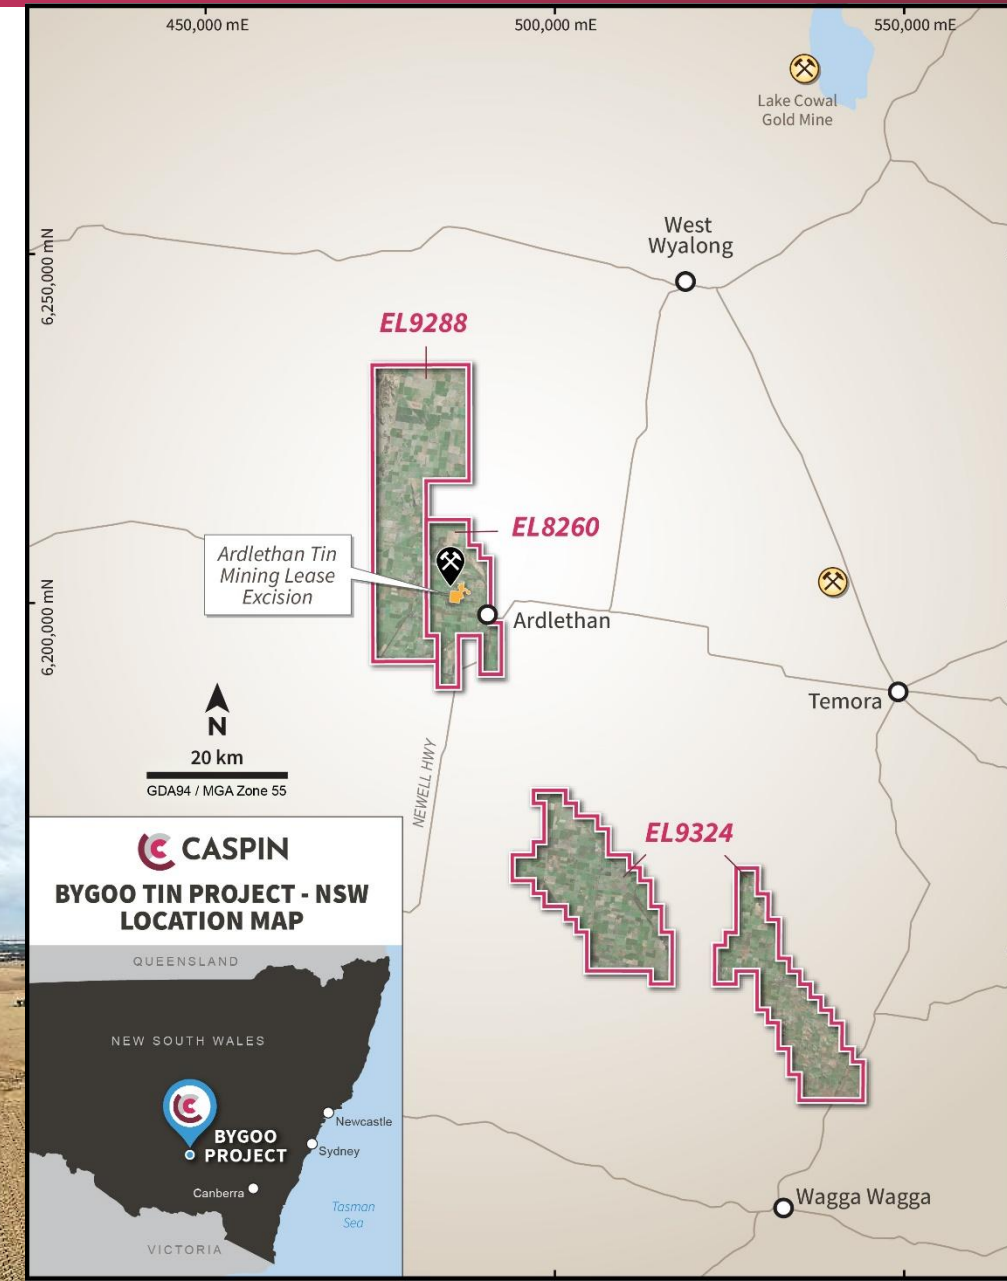 450,000 mE
500,000 mE
550,000 mE
Lake Cowal
Gold Mine
West
Wyalong
6,250,000 mN
EL9288
EL8260
Ardlethan Tin
Mining Lease
Excision
Ardlethan
6,200,000 mN
Temora
N
20 km
GDA94 / MGA Zone 55
NEWELL HWY
EL9324
CASPIN
BYGOO TIN PROJECT - NSW
LOCATION MAP
QUEENSLAND
NEW SOUTH WALES
Newcastle
BYGOO
PROJECT
Sydney
Canberra
Tasman
Sea
VICTORIA
Wagga Wagga